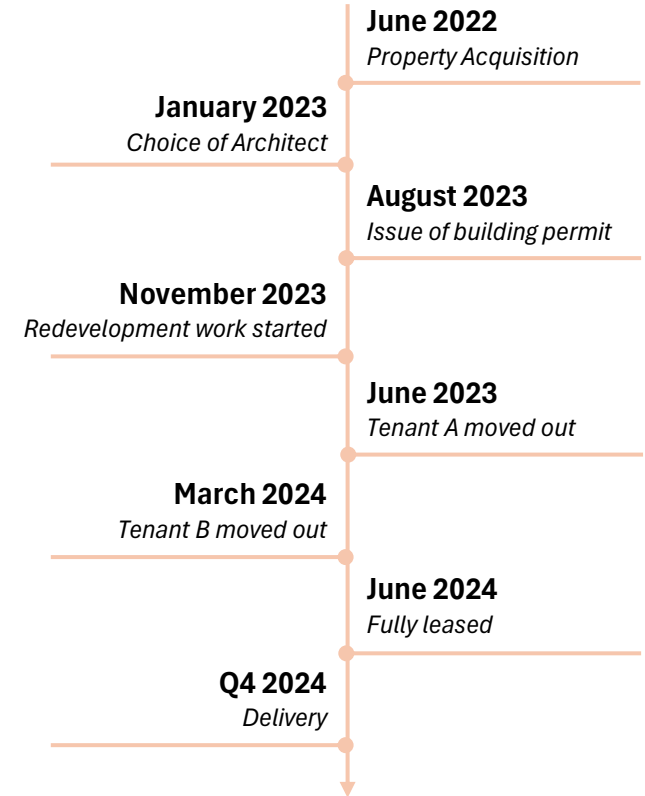 June 2022
Property Acquisition
January 2023
Choice of Architect
August 2023
Issue of building permit
November 2023
Redevelopment work started
June 2023
Tenant A moved out
March 2024
Tenant B moved out
June 2024
Fully leased
Q4 2024
Delivery